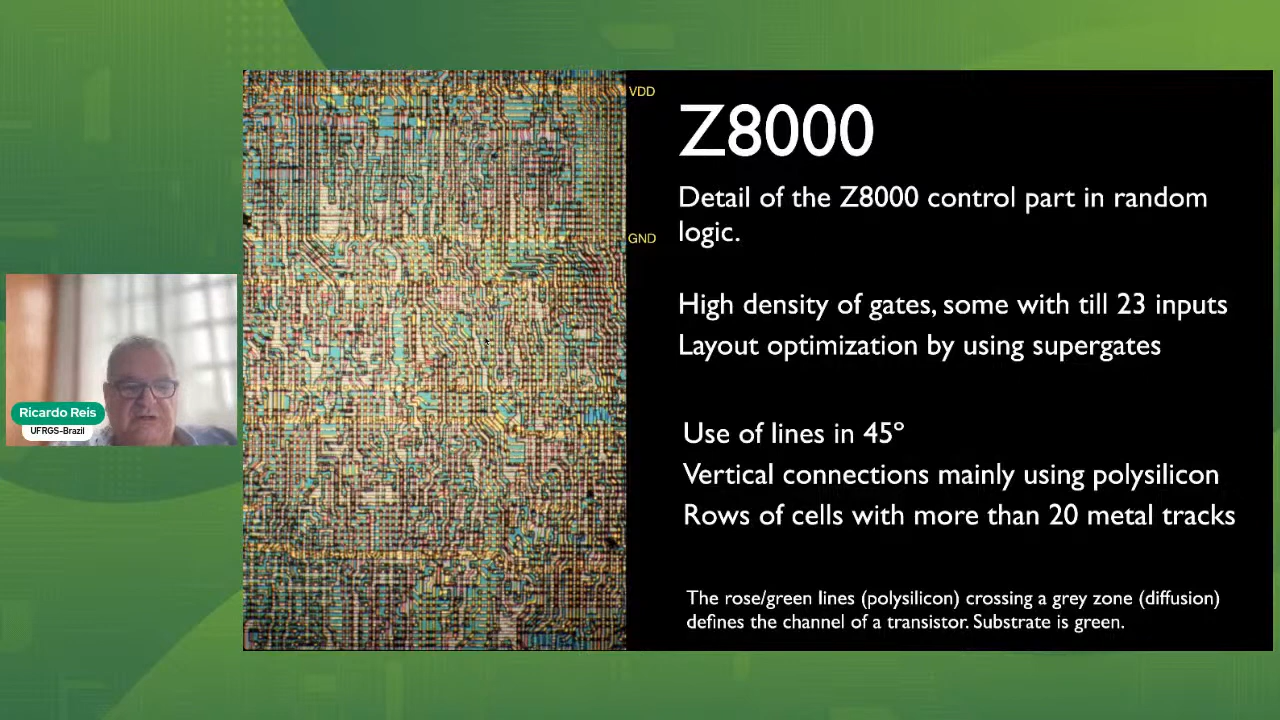 VDD
Z8000
Detail of the Z8000 control part in random
logic.
GND
High density of gates, some with till 23 inputs
Layout optimization by using supergates
Ricardo Reis
UFRGS-Brazil
Use of lines in 45º
Vertical connections mainly using polysilicon
Rows of cells with more than 20 metal tracks
The rose/green lines (polysilicon) crossing a grey zone (diffusion)
defines the channel of a transistor. Substrate is green.